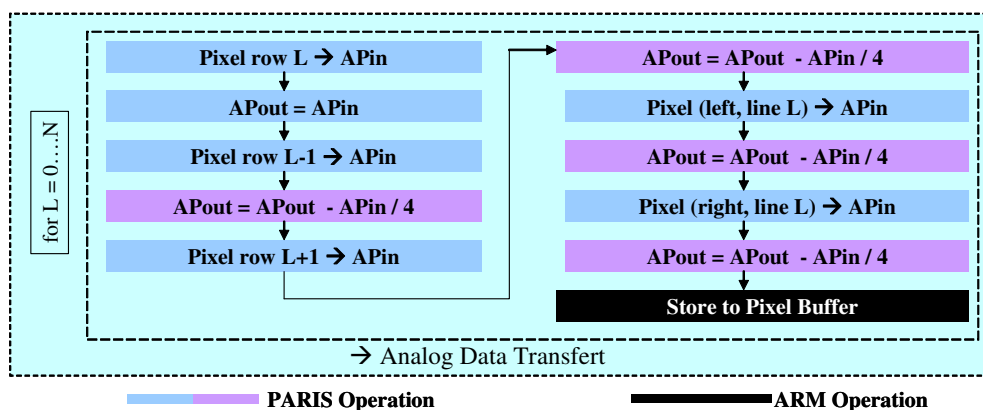 for L = 0....N
Pixel row L → APin
APout = APin
Pixel row L-1 → APin
APout = APout - APin / 4
Pixel row L+1 → APin
APout = APout - APin / 4
Pixel (left, line L) → APin
APout = APout - APin / 4
Pixel (right, line L) → APin
APout = APout - APin / 4
Store to Pixel Buffer
→ Analog Data Transfert
PARIS Operation
ARM Operation